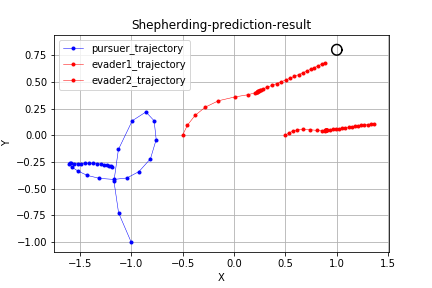 Shepherding-prediction-result
pursuer_trajectory
evader1_trajectory
evader2_trajectory
Y
0.75
0.50
0.25
0.00
−0.25
−0.50
−0.75
−1.00
−1.5
−1.0
−0.5
0.0
0.5
1.0
1.5
X